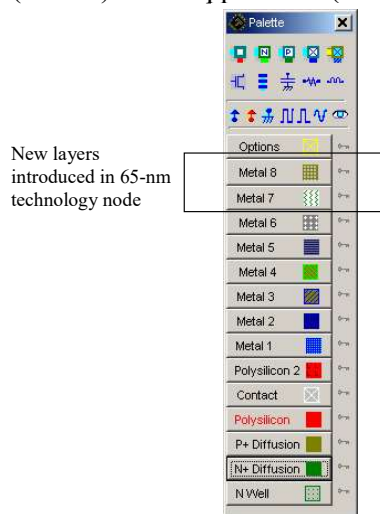 Palette
Options
New layers
introduced in 65-nm
technology node
Metal 8
Metal 7
Metal 6
Metal 5
Metal 4
Metal 3
Metal 2
Metal 1
Polysilicon 2
Contact
Polysilicon
P+ Diffusion
N+ Diffusion
N Well